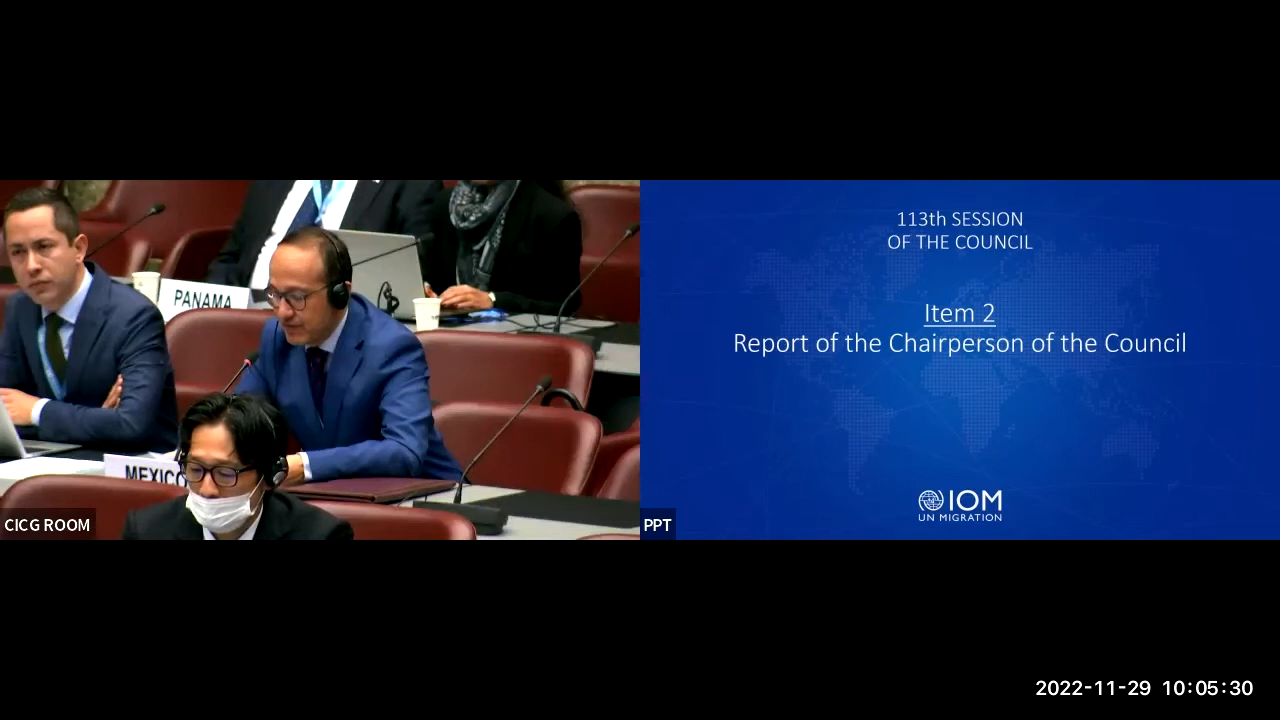 PANAMA
MEXICO
CICG ROOM
113th SESSION
OF THE COUNCIL
Item 2
Report of the Chairperson of the Council
IOM
UN MIGRATION
PPT
2022-11-29 10:05:30